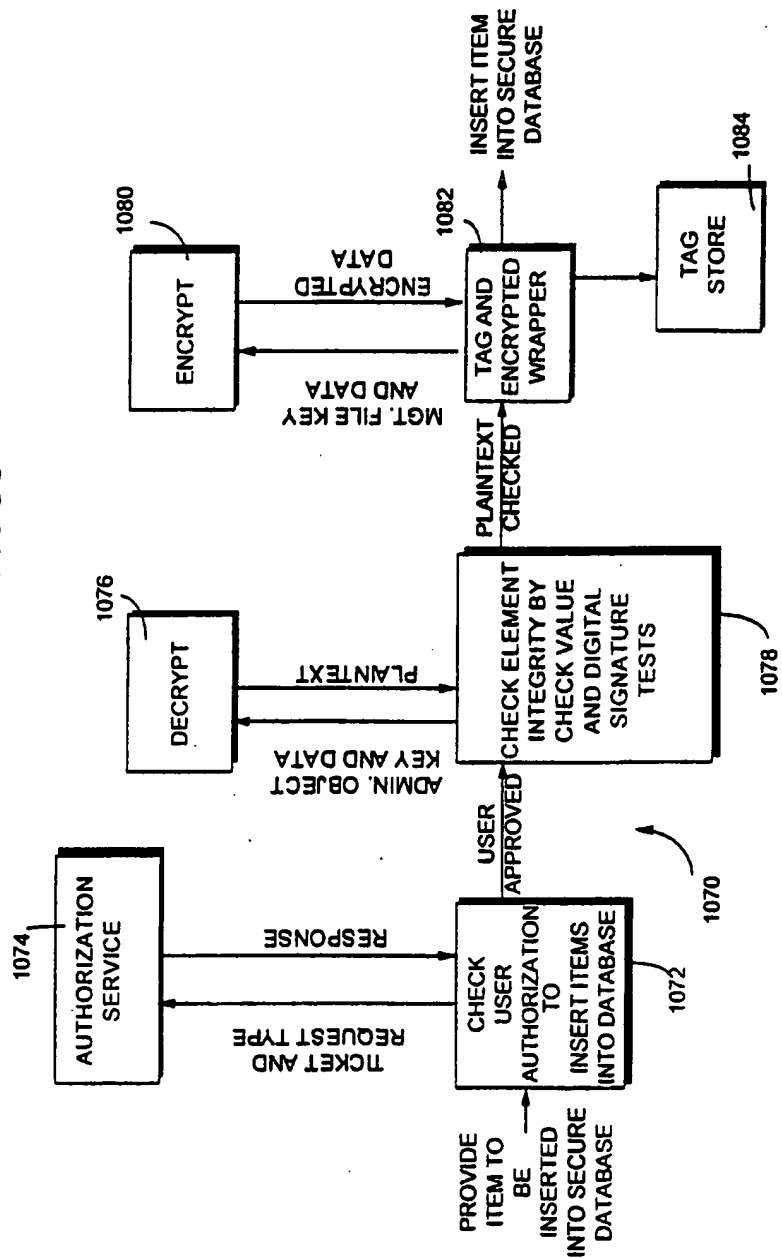 PROVIDE
ITEM TO
BE
INSERTED
INTO SECURE
DATABASE
1074
AUTHORIZATION
SERVICE
TICKET AND
REQUEST TYPE
RESPONSE
CHECK
USER
AUTHORIZATION
TO
INSERT ITEMS
INTO DATABASE
1072
USER
APPROVED
1070
1076
DECRYPT
ADMIN. OBJECT
KEY AND DATA
PLAINTEXT
CHECK ELEMENT
INTEGRITY BY
CHECK VALUE
AND DIGITAL
SIGNATURE
TESTS
1078
PLAINTEXT
CHECKED
1080
ENCRYPT
MGT. FILE KEY
AND DATA
ENCRYPTED
DATA
1082
TAG AND
ENCRYPTED
WRAPPER
INSERT ITEM
INTO SECURE
DATABASE
TAG
STORE
1084